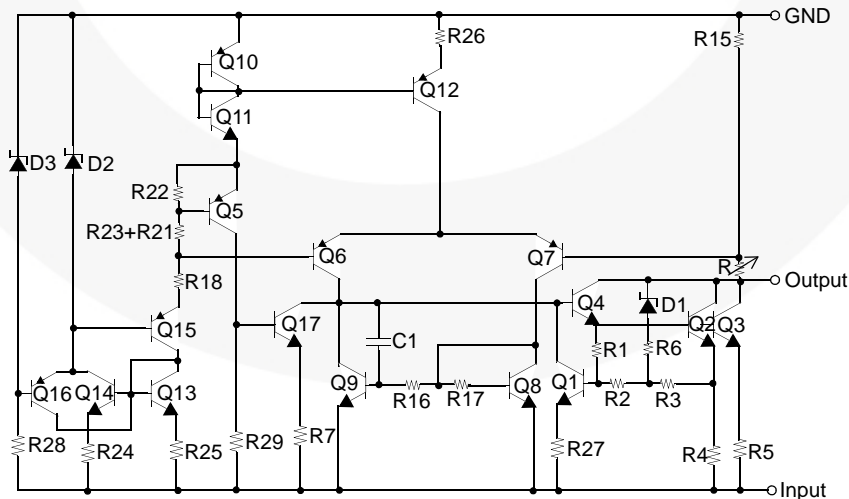 GND
R26
R15
Q10
Q12
Q11
D3
D2
R22
Q5
R23+R21
Q6
Q7
R
R18
Output
Q4
D1
Q15
Q17
Q2
Q3
C1
R1
R6
Q16
Q14
Q13
Q9
R16
R17
Q8
Q1
R2
R3
R28
R24
R25
R29
R7
R27
R4
R5
Input